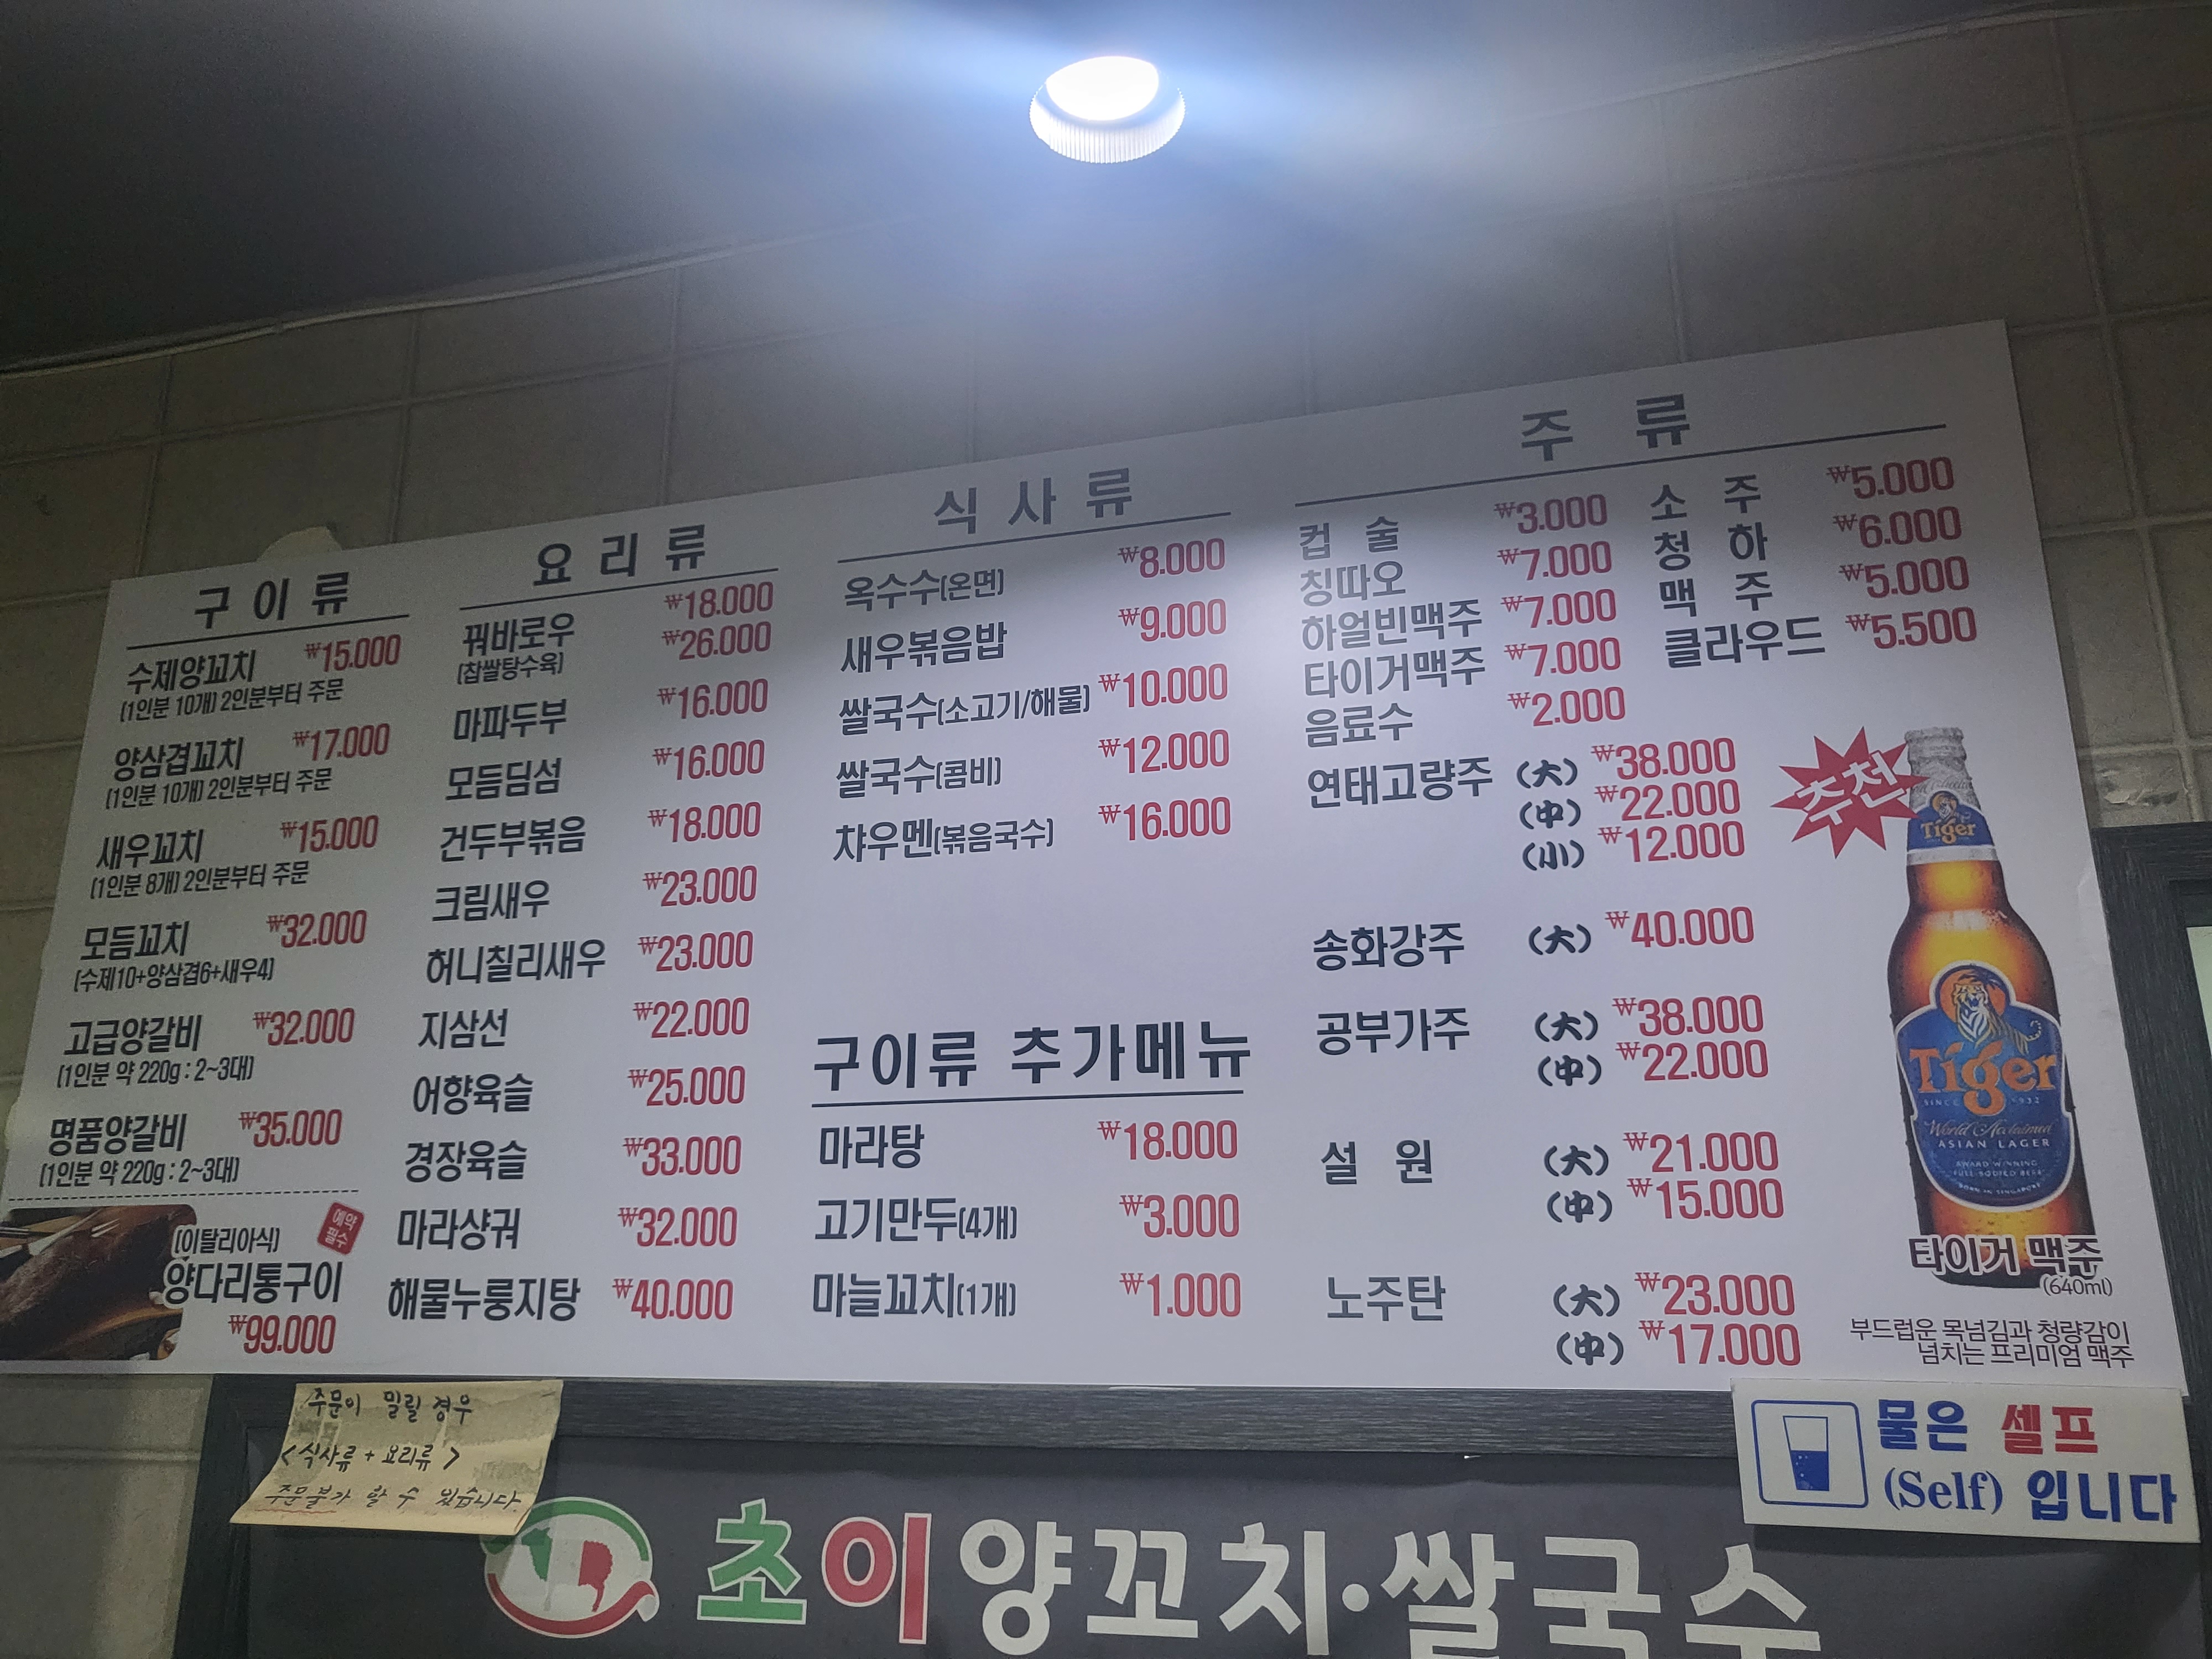 구이류
수제양꼬치 ₩15.000
(1인분 10개) 2인분부터 주문
양삼겹꼬치 ₩17.000
(1인분 10개) 2인분부터 주문
새우꼬치 ₩15.000
(1인분 8개) 2인분부터 주문
모듬꼬치 ₩32.000
(수제10+양삼겹6+새우4)
고급양갈비 ₩32.000
(1인분 약 220g : 2~3대)
명품양갈비 ₩35.000
(1인분 약 220g : 2~3대)
(이탈리아식)
예약
필수
양다리통구이
₩99.000
요리류
꿔바로우 ₩18.000
(찹쌀탕수육) ₩26.000
마파두부 ₩16.000
모듬딤섬 ₩16.000
건두부볶음 ₩18.000
크림새우 ₩23.000
허니칠리새우 ₩23.000
지삼선 ₩22.000
어향육슬 ₩25.000
경장육슬 ₩33.000
마라샹궈 ₩32.000
해물누룽지탕 ₩40.000
식사류
옥수수(온면) ₩8.000
새우볶음밥 ₩9.000
쌀국수(소고기/해물) ₩10.000
쌀국수(콤비) ₩12.000
챠우멘(볶음국수) ₩16.000
구이류 추가메뉴
마라탕 ₩18.000
고기만두(4개) ₩3.000
마늘꼬치(1개) ₩1.000
주류
컵술 ₩3.000
칭따오 ₩7.000
하얼빈맥주 ₩7.000
타이거맥주 ₩7.000
음료수 ₩2.000
소주 ₩5.000
청하 ₩6.000
맥주 ₩5.000
클라우드 ₩5.500
연태고량주 (大) ₩38.000
(中) ₩22.000
(小) ₩12.000
송화강주 (大) ₩40.000
공부가주 (大) ₩38.000
(中) ₩22.000
설원 (大) ₩21.000
(中) ₩15.000
노주탄 (大) ₩23.000
(中) ₩17.000
추천
Tiger
Tiger
SINCE 1932
World Acclaimed
ASIAN LAGER
AWARD WINNING
FULL BODIED BEER
BORN IN SINGAPORE
타이거 맥주
(640ml)
부드럽운 목넘김과 청량감이
넘치는 프리미엄 맥주
주문이 밀릴 경우
<식사류 + 요리류>
주문불가 할 수 있습니다.
물은 셀프
(Self) 입니다
초이양꼬치·쌀국수